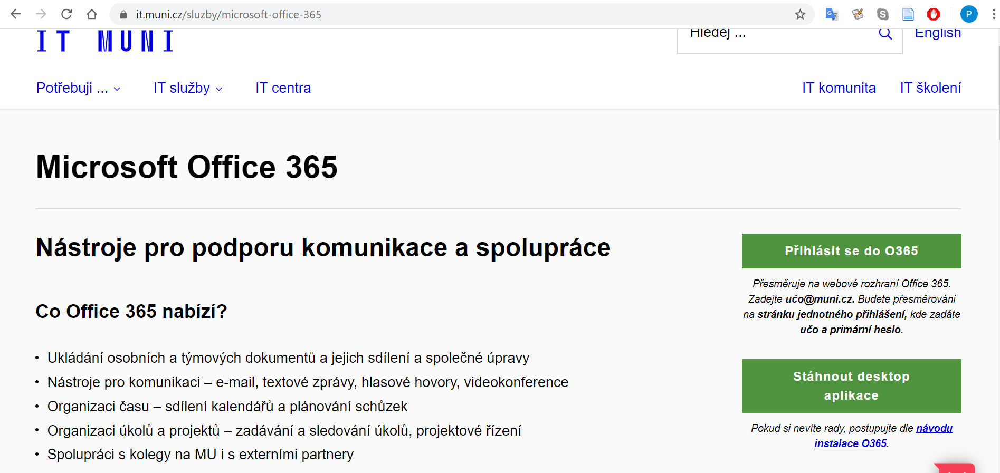 it.muni.cz/sluzby/microsoft-office-365
P
IT MUNI
Hledej ...
English
Potřebuji ...
IT služby
IT centra
IT komunita
IT školení
Microsoft Office 365
Nástroje pro podporu komunikace a spolupráce
Co Office 365 nabízí?
• Ukládání osobních a týmových dokumentů a jejich sdílení a společné úpravy
• Nástroje pro komunikaci – e-mail, textové zprávy, hlasové hovory, videokonference
• Organizaci času – sdílení kalendářů a plánování schůzek
• Organizaci úkolů a projektů – zadávání a sledování úkolů, projektové řízení
• Spolupráci s kolegy na MU i s externími partnery
Přihlásit se do O365
Přesměruje na webové rozhraní Office 365.
Zadejte učo@muni.cz. Budete přesměrováni
na stránku jednotného přihlášení, kde zadáte
učo a primární heslo.
Stáhnout desktop
aplikace
Pokud si nevíte rady, postupujte dle návodu
instalace O365.